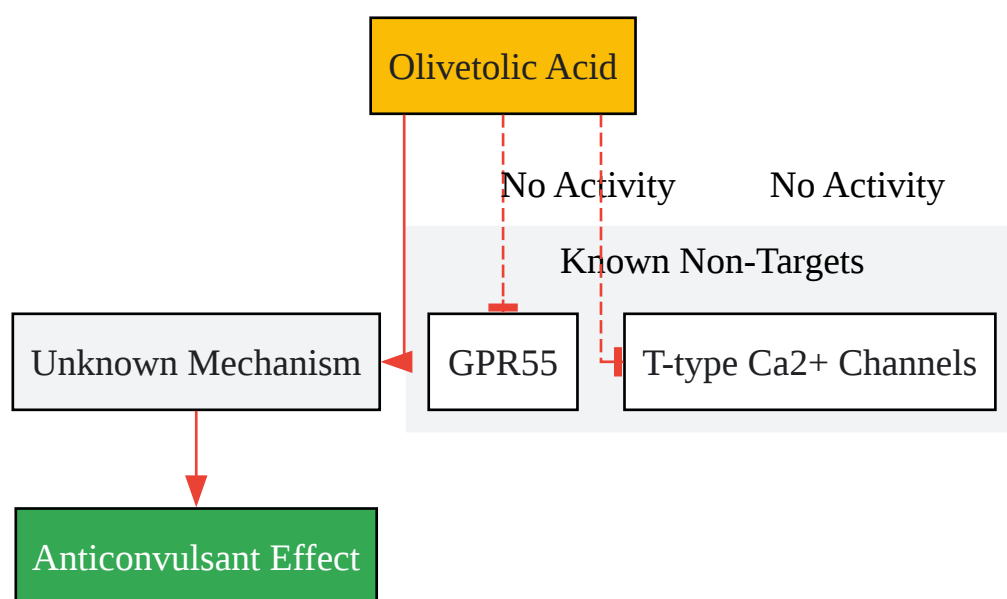 Olivetolic Acid
No Activity
No Activity
Known Non-Targets
Unknown Mechanism
GPR55
T-type Ca2+ Channels
Anticonvulsant Effect